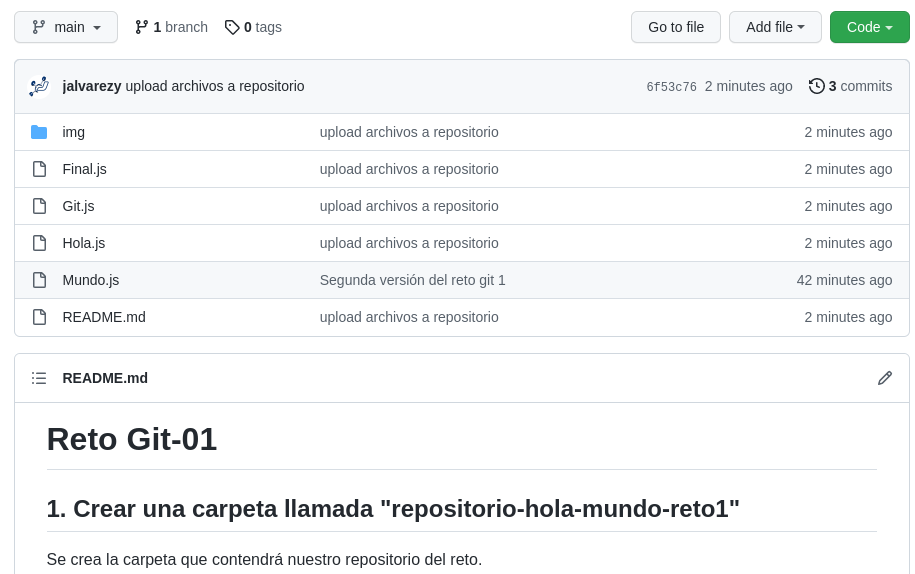 main 1 branch 0 tags Go to file Add file Code
jalvarezy upload archivos a repositorio 6f53c76 2 minutes ago 3 commits
img upload archivos a repositorio 2 minutes ago
Final.js upload archivos a repositorio 2 minutes ago
Git.js upload archivos a repositorio 2 minutes ago
Hola.js upload archivos a repositorio 2 minutes ago
Mundo.js Segunda versión del reto git 1 42 minutes ago
README.md upload archivos a repositorio 2 minutes ago
README.md
Reto Git-01
1. Crear una carpeta llamada "repositorio-hola-mundo-reto1"
Se crea la carpeta que contendrá nuestro repositorio del reto.